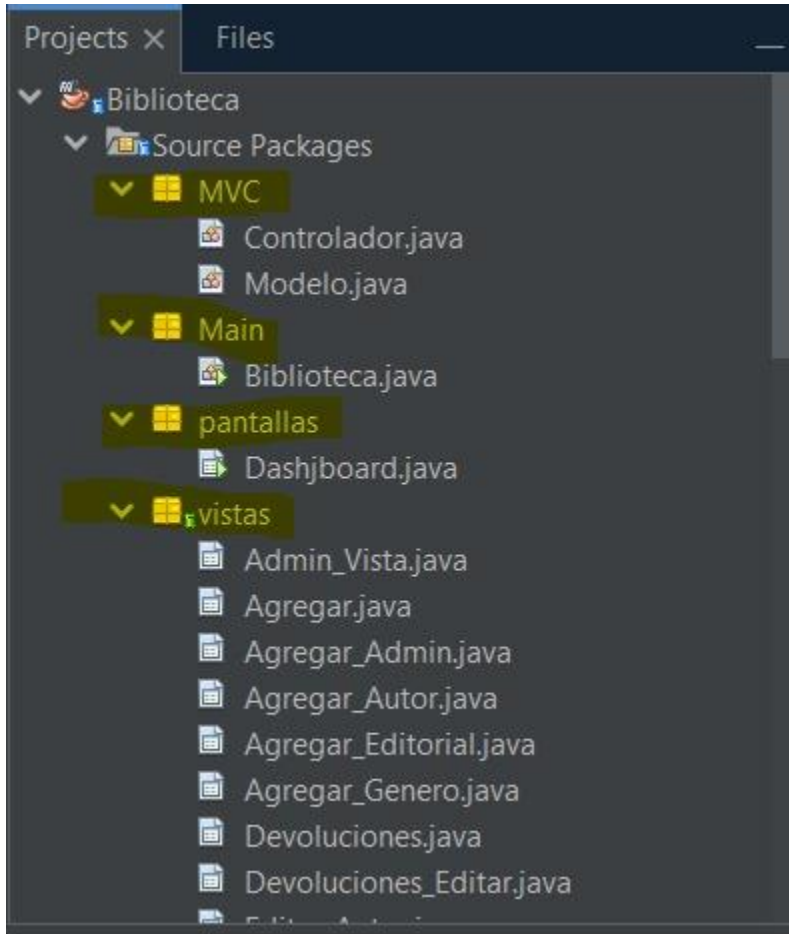 Projects × Files
Biblioteca
Source Packages
MVC
Controlador.java
Modelo.java
Main
Biblioteca.java
pantallas
Dashjboard.java
vistas
Admin_Vista.java
Agregar.java
Agregar_Admin.java
Agregar_Autor.java
Agregar_Editorial.java
Agregar_Genero.java
Devoluciones.java
Devoluciones_Editar.java